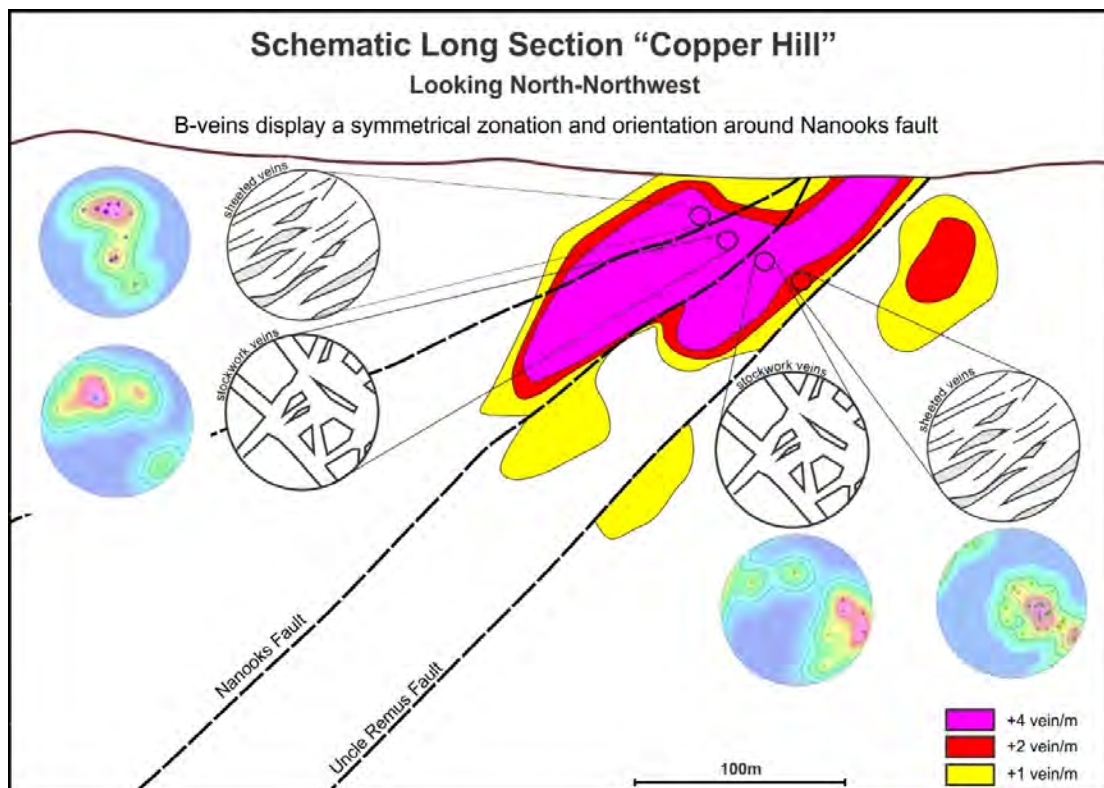 Schematic Long Section “Copper Hill”
Looking North-Northwest
B-veins display a symmetrical zonation and orientation around Nanooks fault
sheeted veins
stockwork veins
stockwork veins
sheeted veins
Nanooks Fault
Uncle Remus Fault
+4 vein/m
+2 vein/m
+1 vein/m
100m